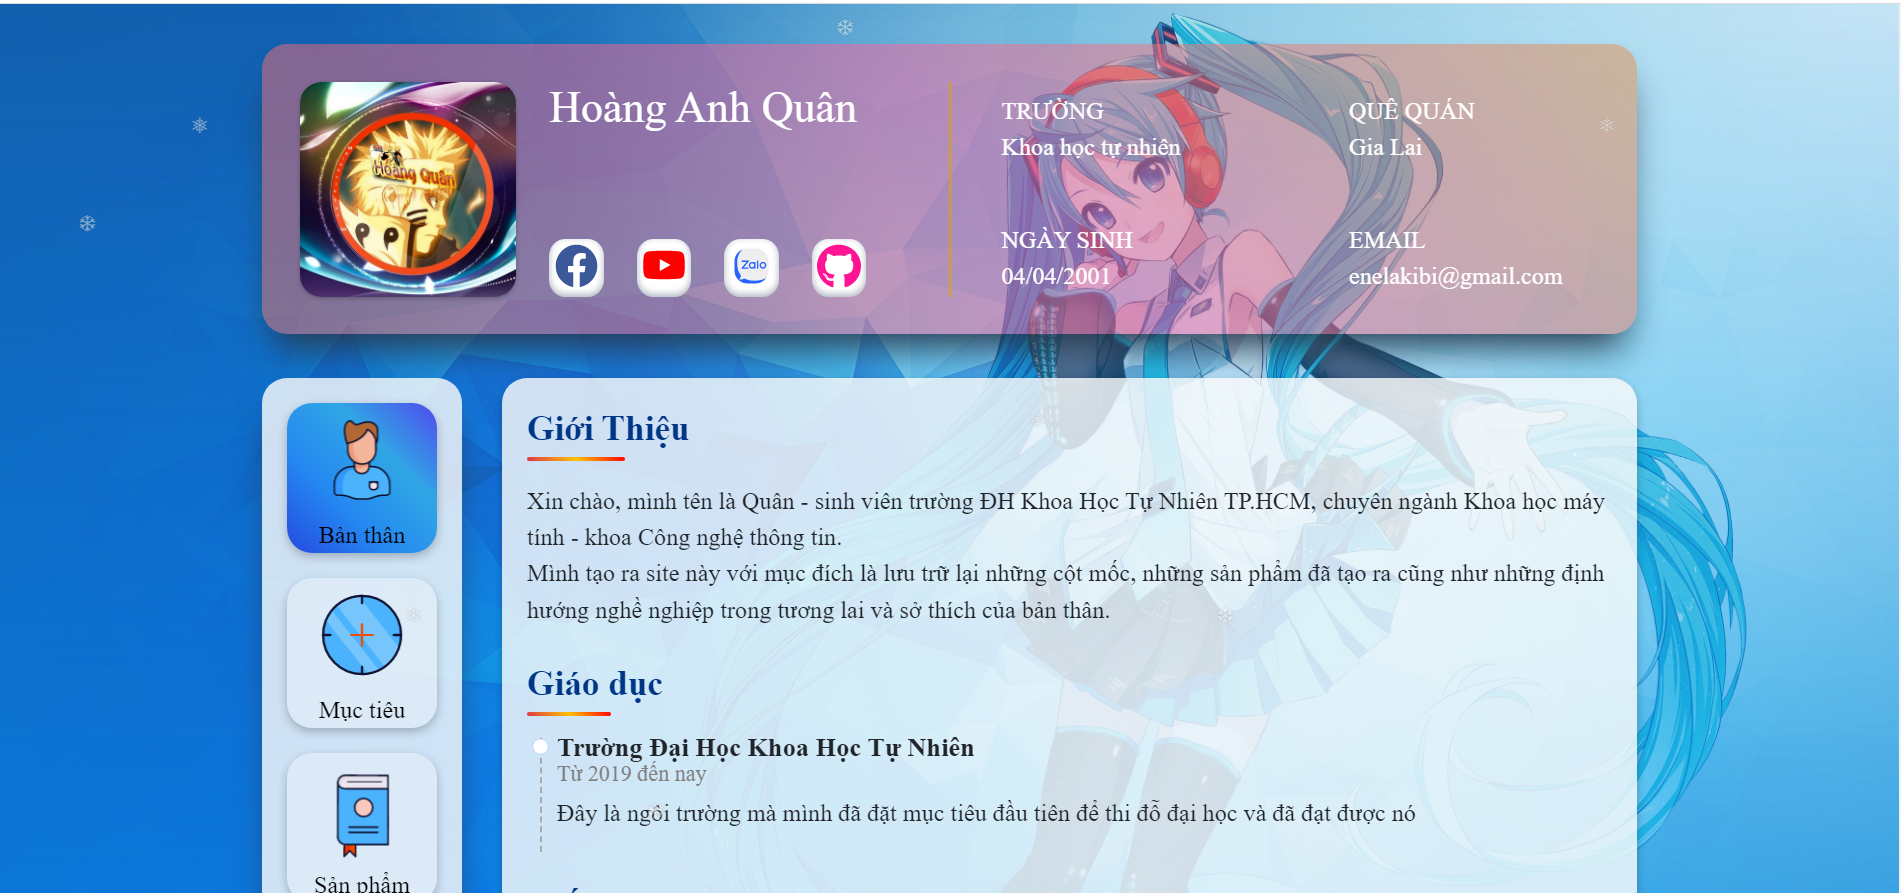 Hoàng Anh Quân
Hoàng Quân
Zalo
TRƯỜNG
Khoa học tự nhiên
QUÊ QUÁN
Gia Lai
NGÀY SINH
04/04/2001
EMAIL
enelakibi@gmail.com
Bản thân
Mục tiêu
Sản phẩm
Giới Thiệu
Xin chào, mình tên là Quân - sinh viên trường ĐH Khoa Học Tự Nhiên TP.HCM, chuyên ngành Khoa học máy
tính - khoa Công nghệ thông tin.
Mình tạo ra site này với mục đích là lưu trữ lại những cột mốc, những sản phẩm đã tạo ra cũng như những định
hướng nghề nghiệp trong tương lai và sở thích của bản thân.
Giáo dục
Trường Đại Học Khoa Học Tự Nhiên
Từ 2019 đến nay
Đây là ngôi trường mà mình đã đặt mục tiêu đầu tiên để thi đỗ đại học và đã đạt được nó